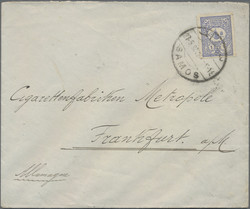 Cigarettenfabriken Metropole
Frankfurt. a/M
Allemagne